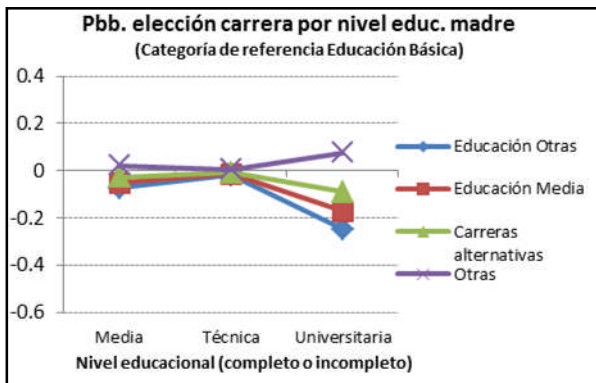 Pbb. elección carrera por nivel educ. madre
(Categoría de referencia Educación Básica)
0.4
0.2
0
-0.2
-0.4
-0.6
Media Técnica Universitaria
Nivel educacional (completo o incompleto)
Educación Otras
Educación Media
Carreras
alternativas
Otras